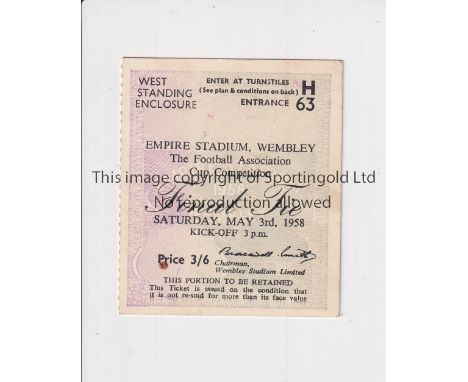 WEST
STANDING
ENCLOSURE
ENTER AT TURNSTILES
(See plan & conditions on back)
H
ENTRANCE 63
EMPIRE STADIUM, WEMBLEY
The Football Association
Cup Competition
This image copyright of Sportingold Ltd
Final Tie
No reproduction allowed
SATURDAY, MAY 3rd, 1958
KICK-OFF 3 p.m.
Price 3/6
Chairman,
Wembley Stadium Limited
THIS PORTION TO BE RETAINED
This Ticket is issued on the condition that
it is not re-sold for more than its face value